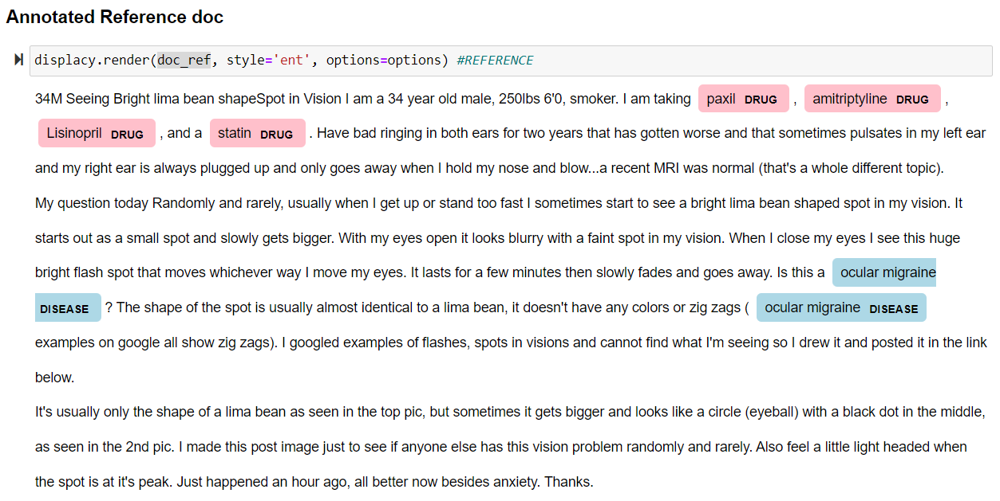 Annotated Reference doc
displacy.render(doc_ref, style='ent', options=options) #REFERENCE
34M Seeing Bright lima bean shapeSpot in Vision I am a 34 year old male, 250lbs 6'0, smoker. I am taking paxil DRUG , amitriptyline DRUG ,
Lisinopril DRUG , and a statin DRUG . Have bad ringing in both ears for two years that has gotten worse and that sometimes pulsates in my left ear
and my right ear is always plugged up and only goes away when I hold my nose and blow...a recent MRI was normal (that's a whole different topic).
My question today Randomly and rarely, usually when I get up or stand too fast I sometimes start to see a bright lima bean shaped spot in my vision. It
starts out as a small spot and slowly gets bigger. With my eyes open it looks blurry with a faint spot in my vision. When I close my eyes I see this huge
bright flash spot that moves whichever way I move my eyes. It lasts for a few minutes then slowly fades and goes away. Is this a ocular migraine
DISEASE ? The shape of the spot is usually almost identical to a lima bean, it doesn't have any colors or zig zags ( ocular migraine DISEASE
examples on google all show zig zags). I googled examples of flashes, spots in visions and cannot find what I'm seeing so I drew it and posted it in the link
below.
It's usually only the shape of a lima bean as seen in the top pic, but sometimes it gets bigger and looks like a circle (eyeball) with a black dot in the middle,
as seen in the 2nd pic. I made this post image just to see if anyone else has this vision problem randomly and rarely. Also feel a little light headed when
the spot is at it's peak. Just happened an hour ago, all better now besides anxiety. Thanks.